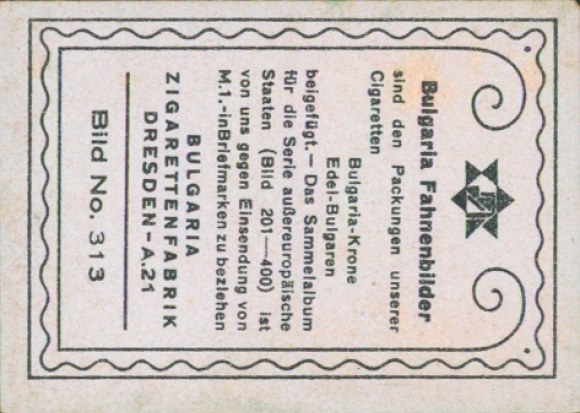 Bulgaria Fahnenbilder
sind den Packungen unserer
Cigaretten
Bulgaria-Krone
Edel-Bulgaren
beigefügt.— Das Sammelalbum
für die Serie außereuropäische
Staaten (Bild 201—400) ist
von uns gegen Einsendung von
M.1.-inBriefmarken zu beziehen
BULGARIA
ZIGARETTENFABRIK
DRESDEN-A.21
Bild No. 313